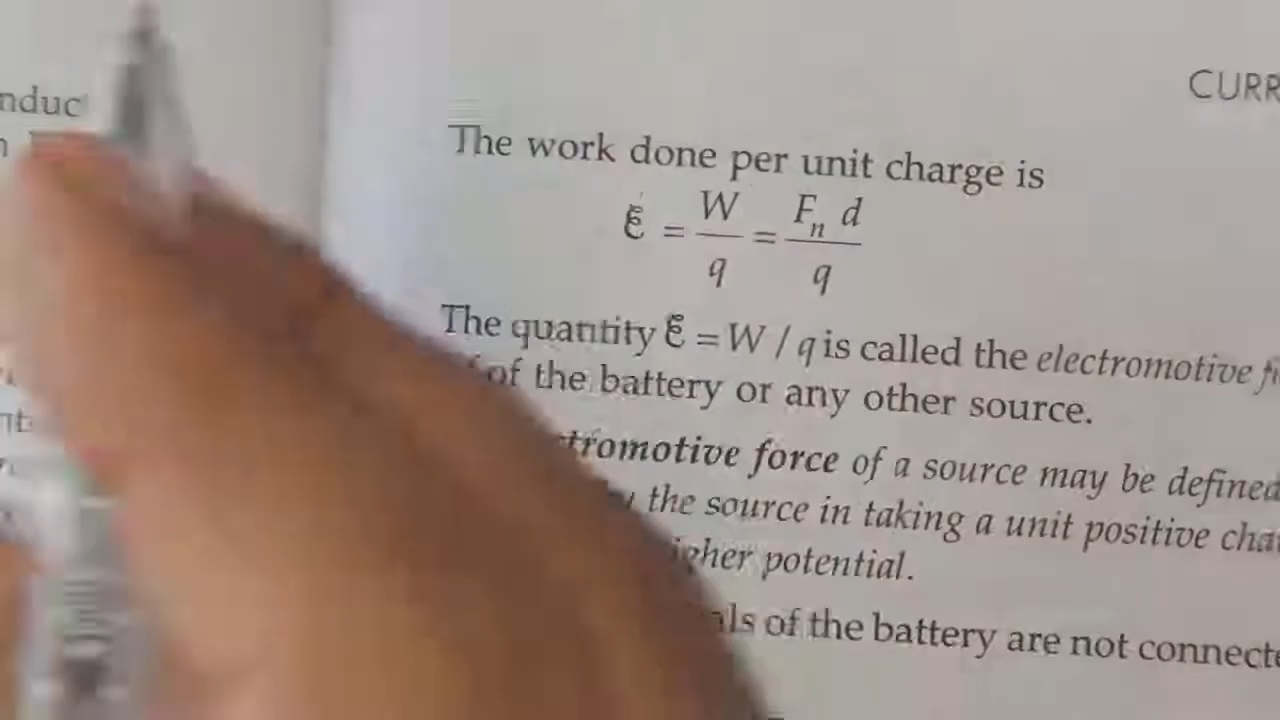 CURR
nduc
The work done per unit charge is
ℰ = W / q = Fn d / q
The quantity ℰ = W / q is called the electromotive
of the battery or any other source.
tromotive force of a source may be defined
the source in taking a unit positive cha
igher potential.
als of the battery are not connecte